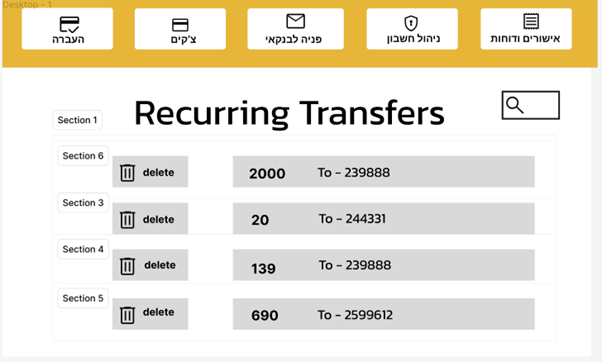 Desktop - 1
אישורים ודוחות
ניהול חשבון
פניה לבנקאי
צ'קים
העברה
Section 1
Recurring Transfers
Section 6
delete
2000 To - 239888
Section 3
delete
20 To - 244331
Section 4
delete
139 To - 239888
Section 5
delete
690 To - 2599612